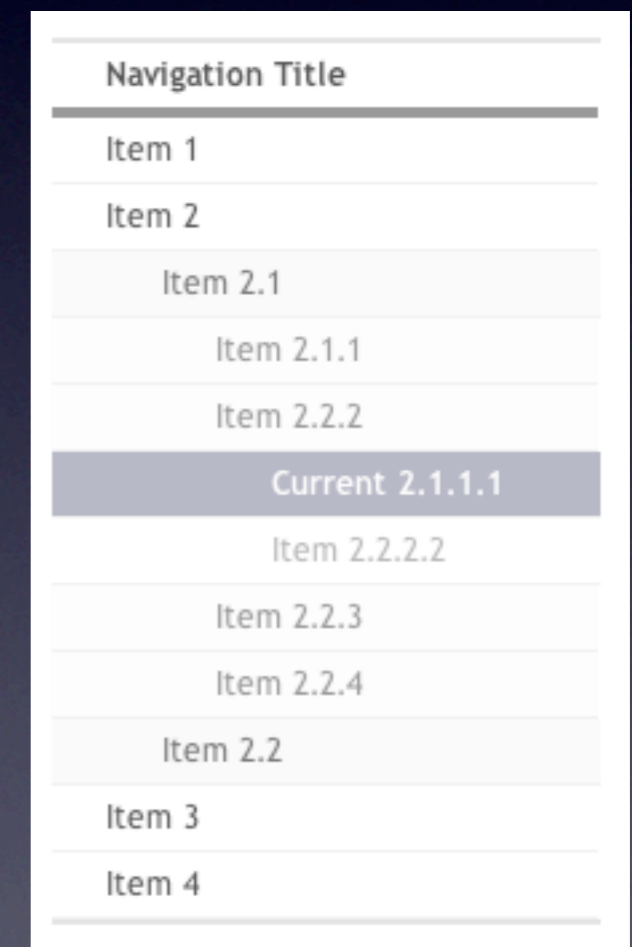 Navigation Title
Item 1
Item 2
Item 2.1
Item 2.1.1
Item 2.2.2
Current 2.1.1.1
Item 2.2.2.2
Item 2.2.3
Item 2.2.4
Item 2.2
Item 3
Item 4